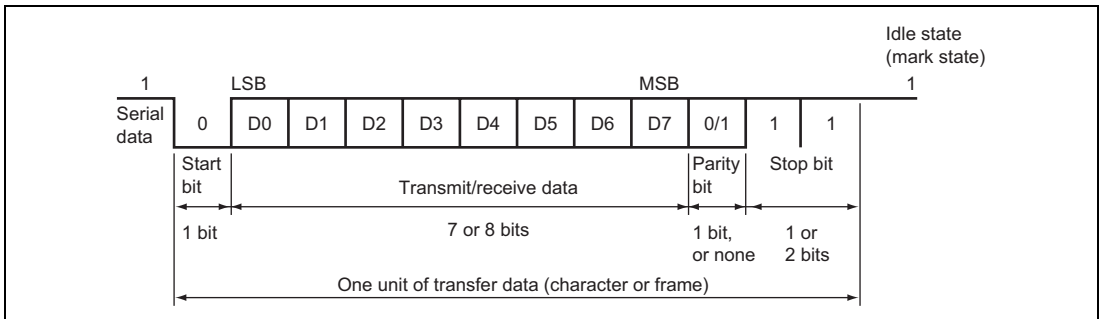 Idle state
(mark state)
1 LSB MSB 1
Serial
data
0 D0 D1 D2 D3 D4 D5 D6 D7 0/1 1 1
Start
bit
Transmit/receive data
Parity
bit
Stop bit
1 bit
7 or 8 bits
1 bit,
or none
1 or
2 bits
One unit of transfer data (character or frame)